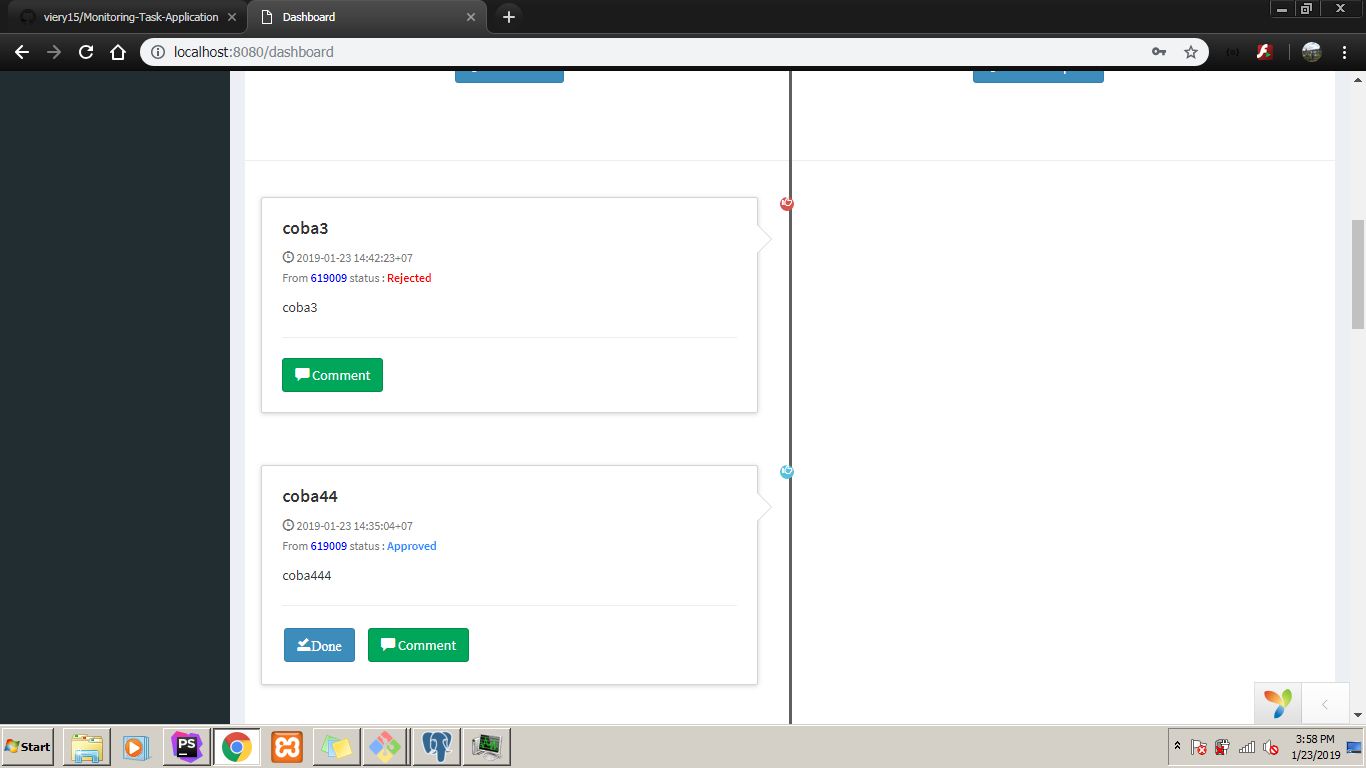 viery15/Monitoring-Task-Application
Dashboard
localhost:8080/dashboard
coba3
2019-01-23 14:42:23+07
From 619009 status : Rejected
coba3
Comment
coba44
2019-01-23 14:35:04+07
From 619009 status : Approved
coba444
Done
Comment
Start
PS
3:58 PM
1/23/2019